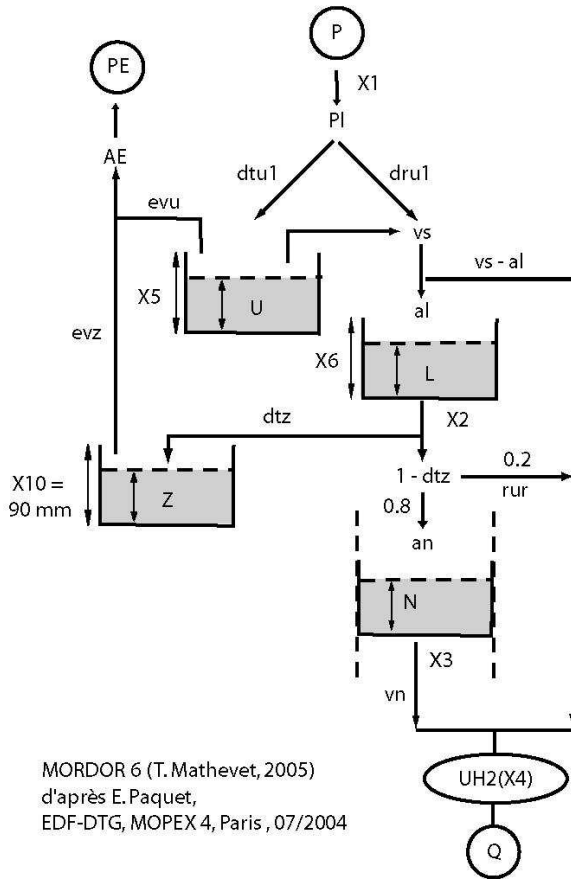 P
PE
X1
Pl
AE
dtu1
dru1
evu
vs
vs - al
X5
U
al
evz
X6
L
dtz
X2
X10 =
90 mm
Z
1 - dtz
0.2
rur
0.8
an
N
X3
vn
MORDOR 6 (T. Mathevet, 2005)
d'après E. Paquet,
EDF-DTG, MOPEX 4, Paris , 07/2004
UH2(X4)
Q